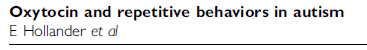 Oxytocin and repetitive behaviors in autism
E Hollander et al